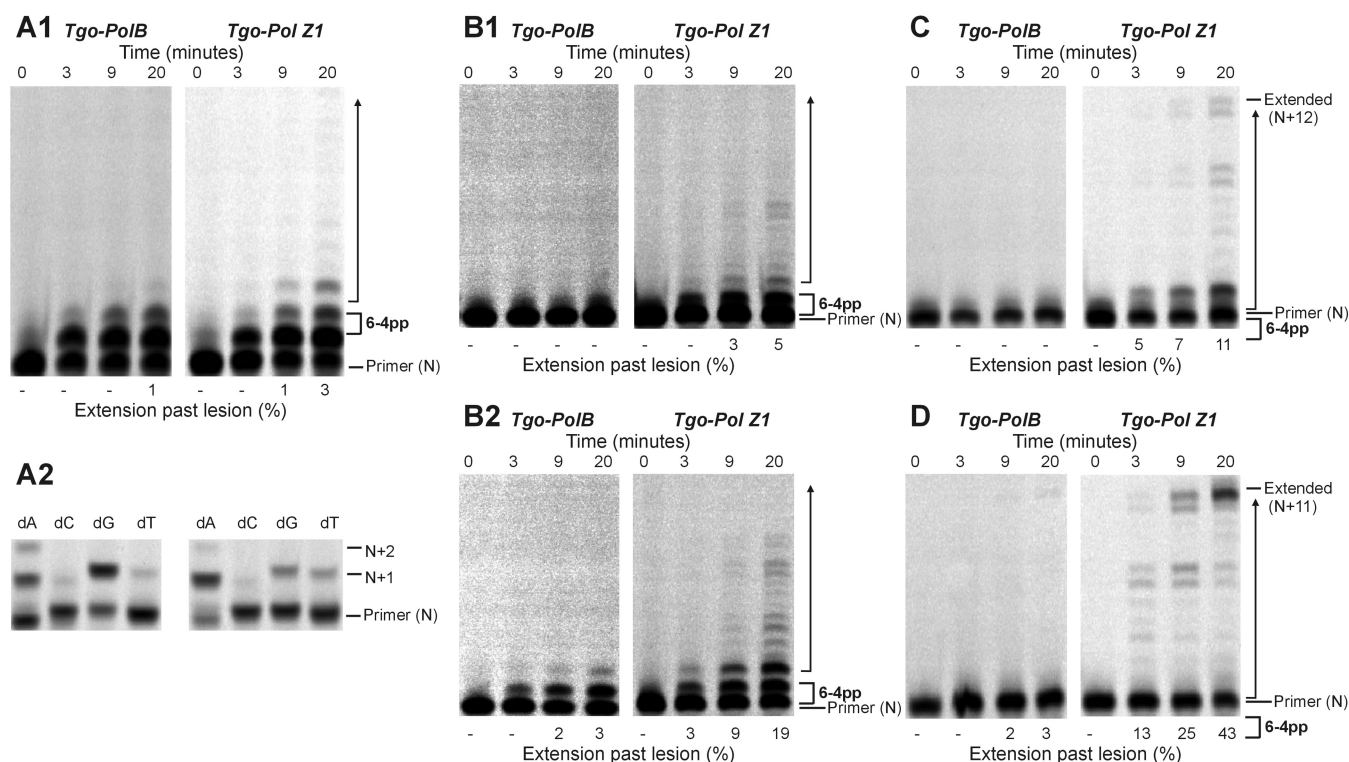 A1
Tgo-PolB Tgo-Pol Z1
Time (minutes)
0 3 9 20 0 3 9 20
6-4pp
Primer (N)
- - - 1 - - 1 3
Extension past lesion (%)
A2
dA dC dG dT dA dC dG dT
N+2
N+1
Primer (N)
B1
Tgo-PolB Tgo-Pol Z1
Time (minutes)
0 3 9 20 0 3 9 20
6-4pp
Primer (N)
- - - - - - 3 5
Extension past lesion (%)
B2
Tgo-PolB Tgo-Pol Z1
Time (minutes)
0 3 9 20 0 3 9 20
6-4pp
Primer (N)
- - 2 3 - 3 9 19
Extension past lesion (%)
C
Tgo-PolB Tgo-Pol Z1
Time (minutes)
0 3 9 20 0 3 9 20
Extended
(N+12)
Primer (N)
6-4pp
- - - - - 5 7 11
Extension past lesion (%)
D
Tgo-PolB Tgo-Pol Z1
Time (minutes)
0 3 9 20 0 3 9 20
Extended
(N+11)
Primer (N)
6-4pp
- - 2 3 - 13 25 43
Extension past lesion (%)